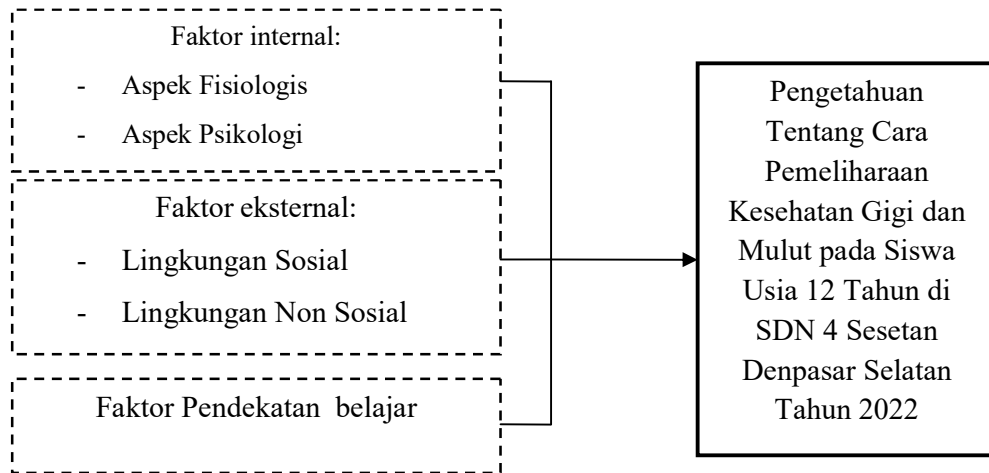 Faktor internal:
- Aspek Fisiologis
- Aspek Psikologi
Faktor eksternal:
- Lingkungan Sosial
- Lingkungan Non Sosial
Faktor Pendekatan belajar
Pengetahuan
Tentang Cara
Pemeliharaan
Kesehatan Gigi dan
Mulut pada Siswa
Usia 12 Tahun di
SDN 4 Sesetan
Denpasar Selatan
Tahun 2022